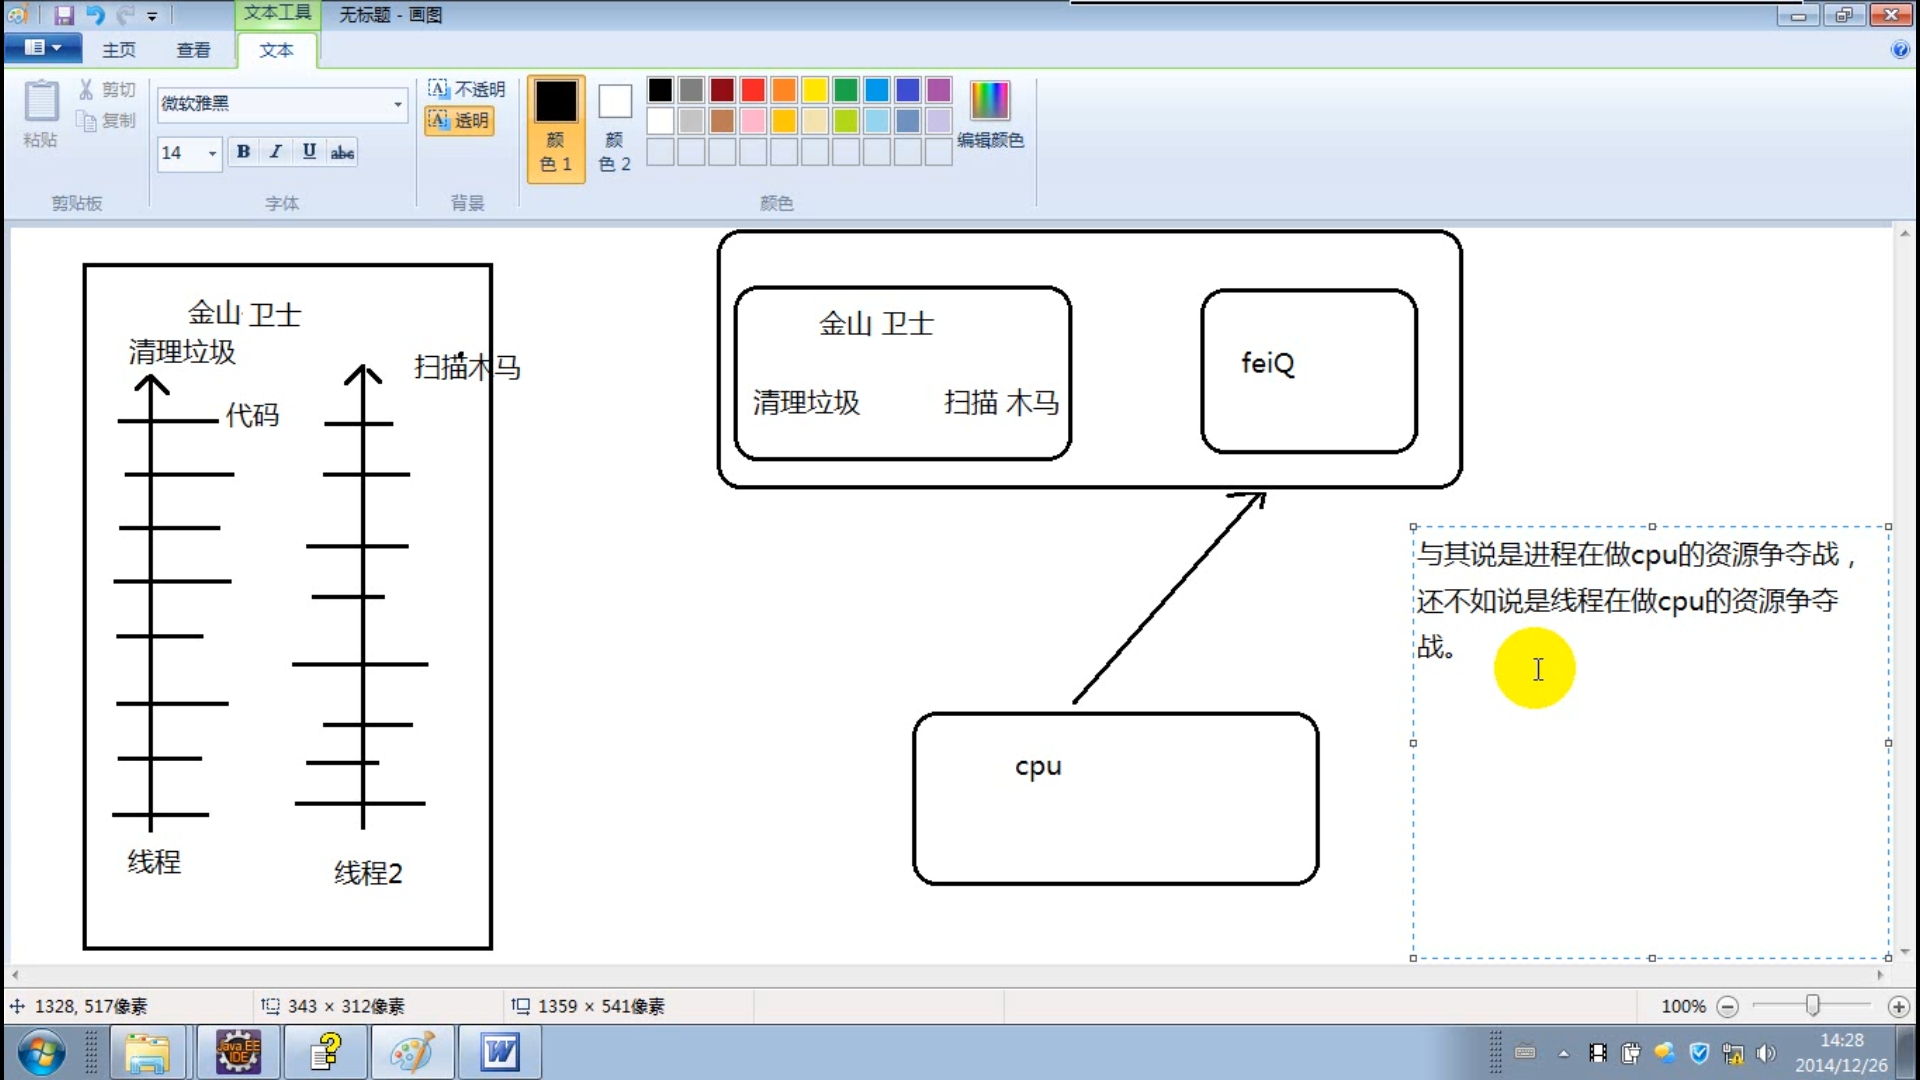 文本工具
无标题 - 画图
主页
查看
文本
粘贴
剪切
复制
剪贴板
微软雅黑
14
B I U abc
字体
不透明
透明
背景
颜色 1
颜色 2
编辑颜色
颜色
金山 卫士
清理垃圾
扫描木马
代码
线程
线程2
金山 卫士
清理垃圾
扫描 木马
feiQ
cpu
与其说是进程在做cpu的资源争夺战，
还不如说是线程在做cpu的资源争夺
战。
1328, 517像素
343 × 312像素
1359 × 541像素
100%
Java EE
IDE
14:28
2014/12/26